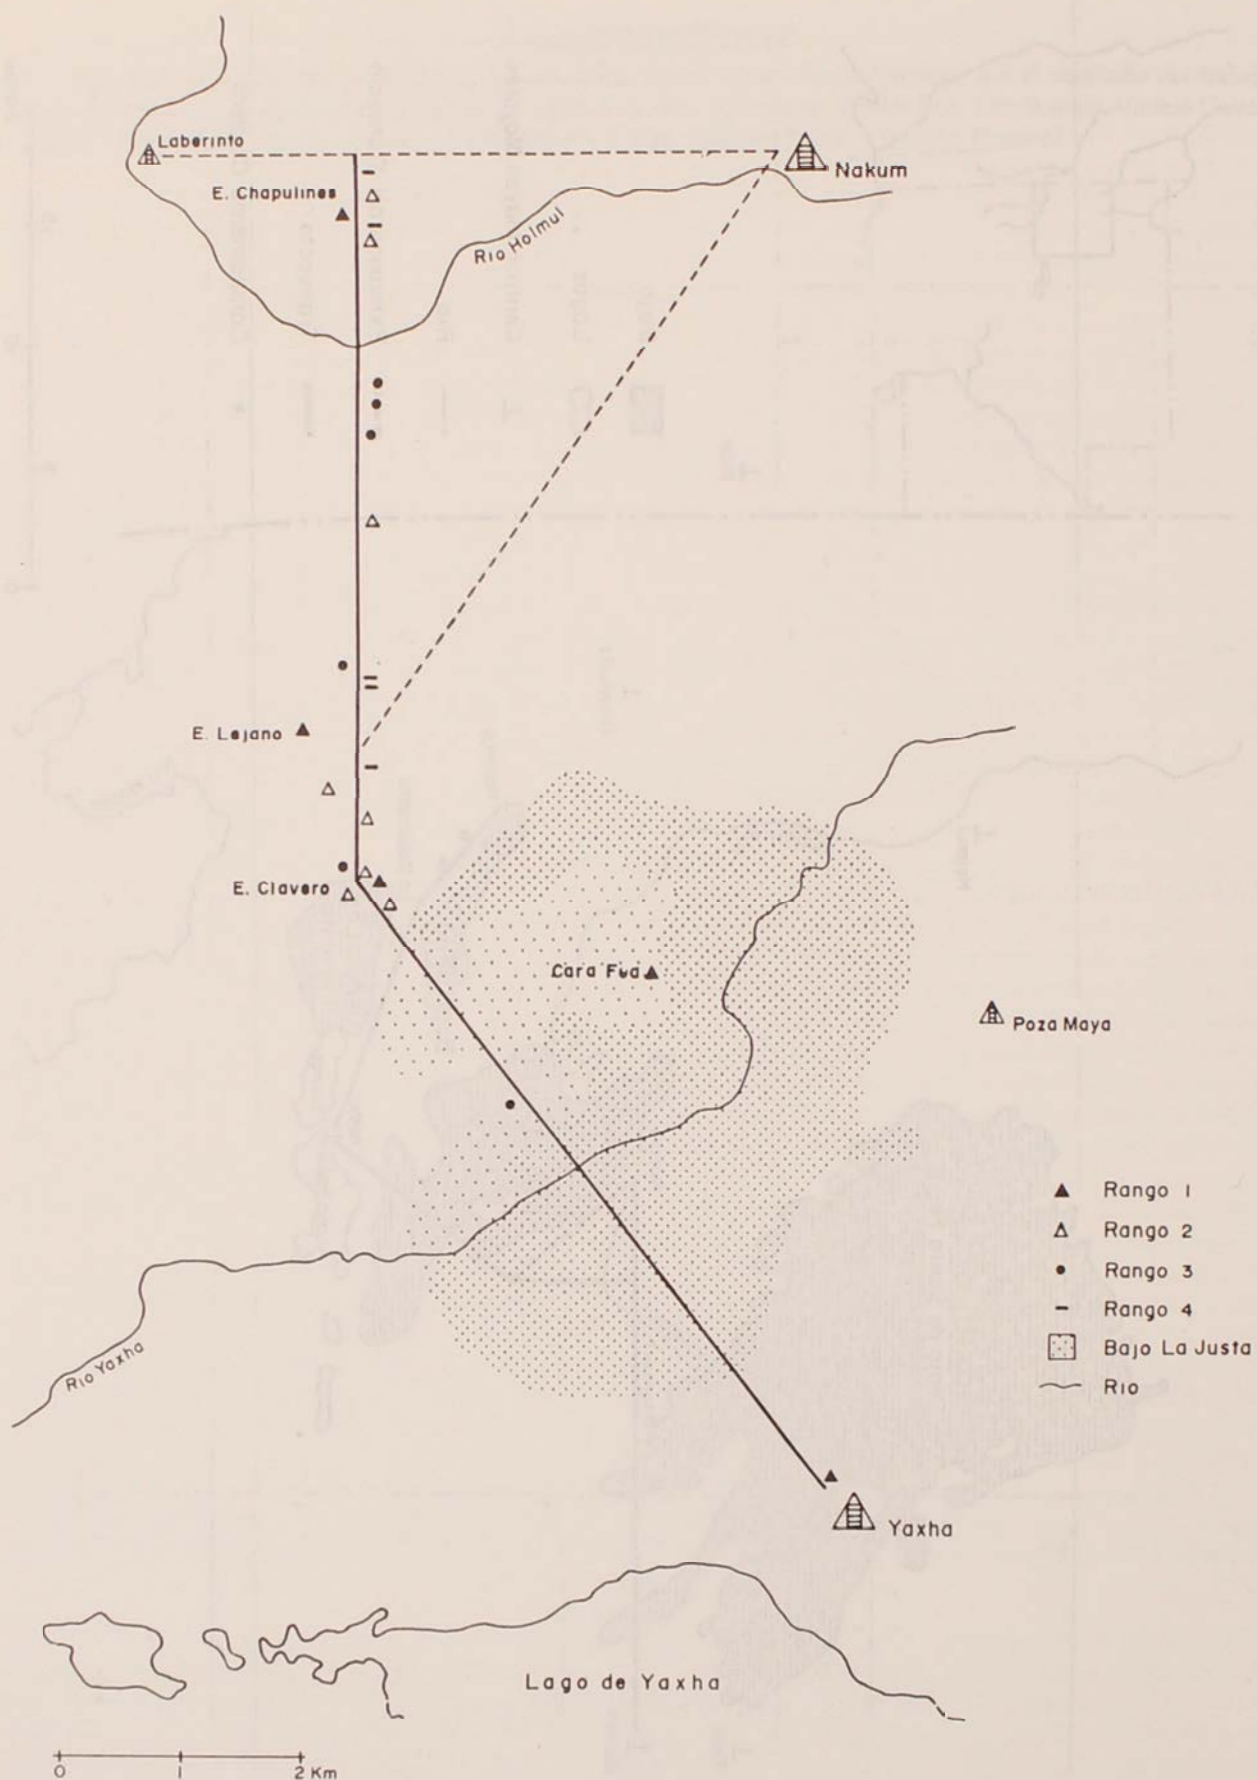 Laberinto
Nakum
E. Chapulines
Rio Holmul
E. Lejano
E. Clavero
Cara Fua
Poza Maya
Rango 1
Rango 2
Rango 3
Rango 4
Bajo La Justa
Rio
Rio Yaxha
Yaxha
Lago de Yaxha
0 1 2 Km